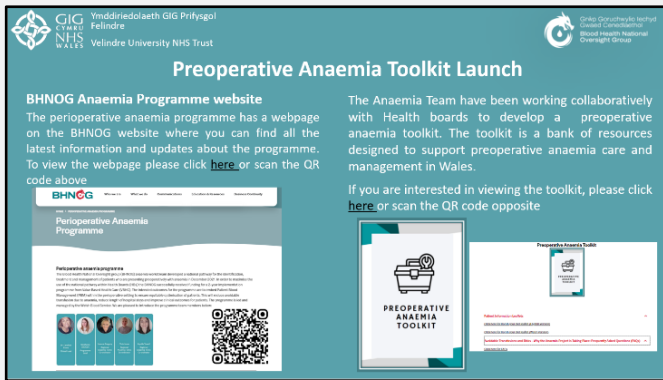 GIG
CYMRU
NHS
WALES
Ymddiriedolaeth GIG Prifysgol
Felindre
Velindre University NHS Trust
Grŵp Goruchwylio Iechyd
Gwaed Cenedlaethol
Blood Health National
Oversight Group
Preoperative Anaemia Toolkit Launch
BHNOG Anaemia Programme website
The perioperative anaemia programme has a webpage
on the BHNOG website where you can find all the
latest information and updates about the programme.
To view the webpage please click here or scan the QR
code above
BHNOG
Perioperative Anaemia
Programme
Perioperative anaemia programme
The Anaemia Team have been working collaboratively
with Health boards to develop a preoperative
anaemia toolkit. The toolkit is a bank of resources
designed to support preoperative anaemia care and
management in Wales.
If you are interested in viewing the toolkit, please click
here or scan the QR code opposite
PREOPERATIVE
ANAEMIA
TOOLKIT
Preoperative Anaemia Toolkit
PREOPERATIVE
ANAEMIA
TOOLKIT